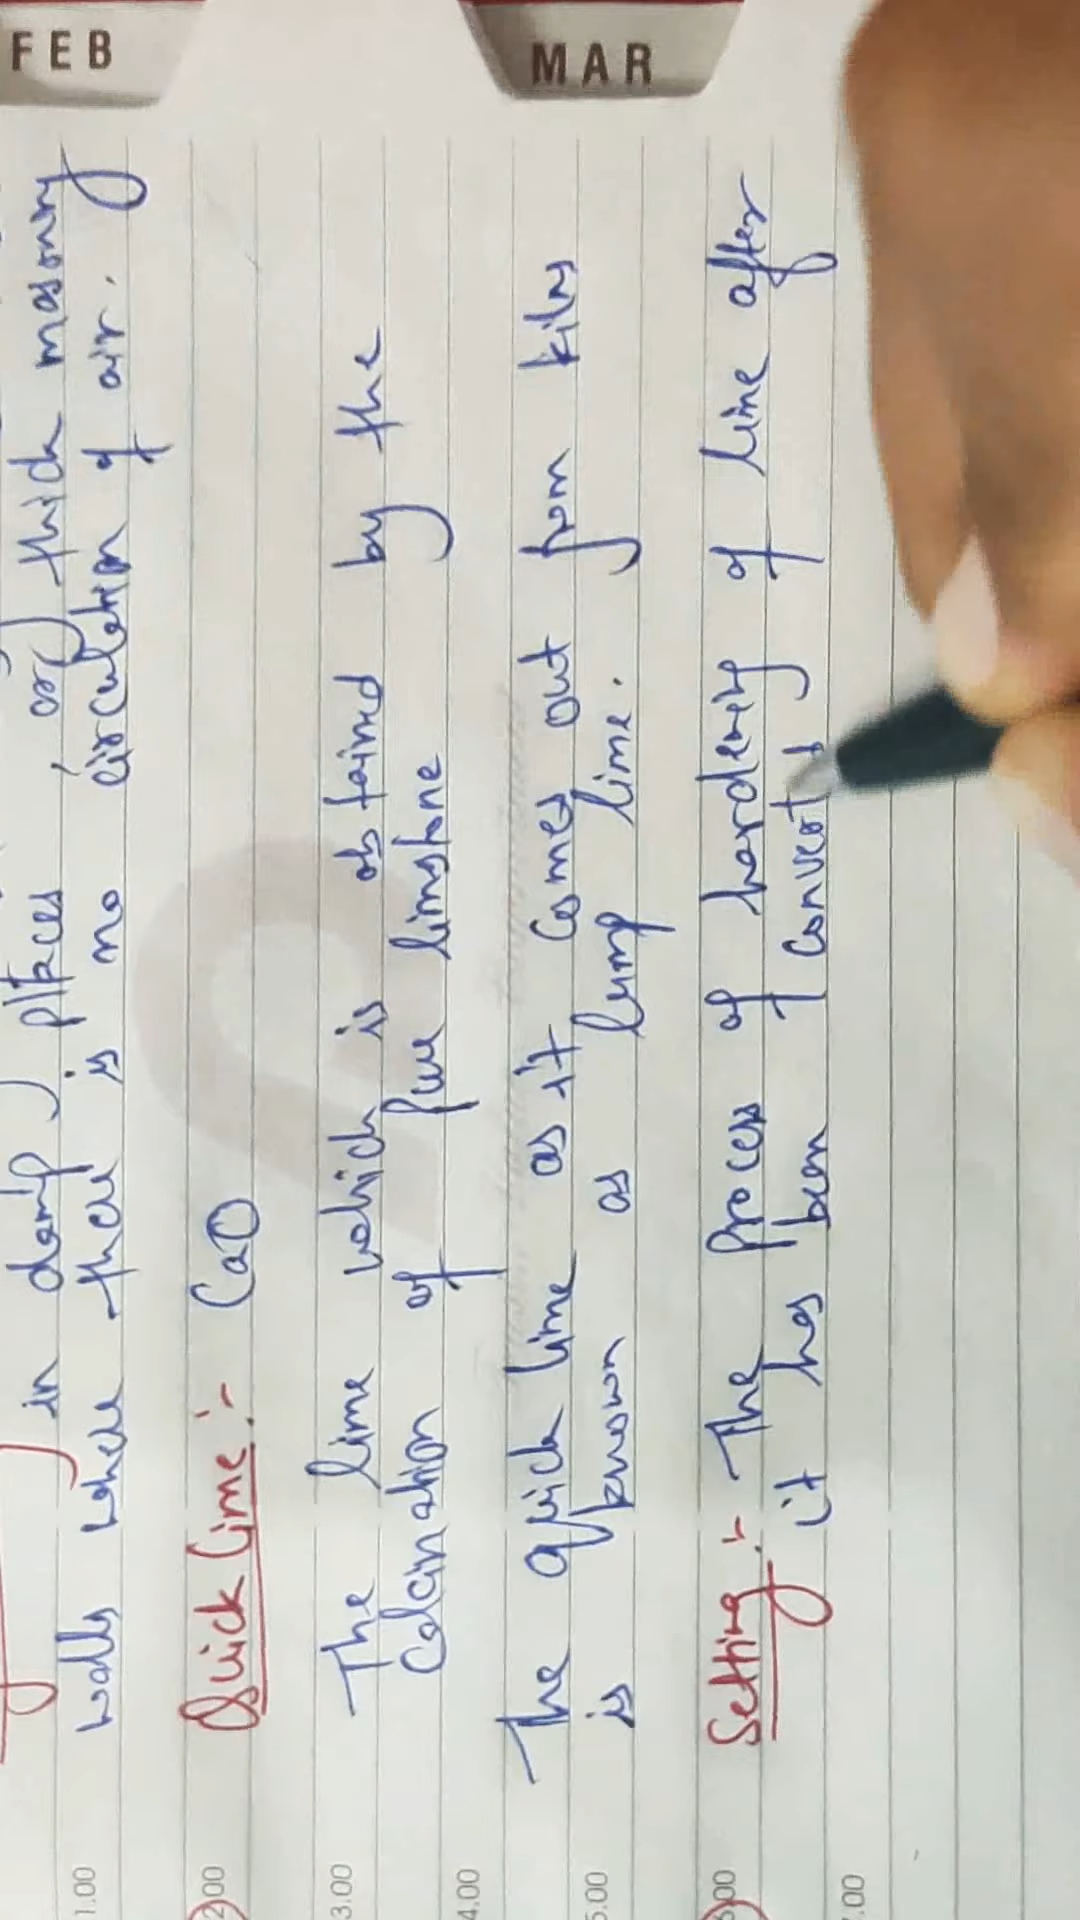 FEB
MAR
in damp places, or thick masonry
walls where there is no circulation of air.
2.00 Quick lime :- CaO
3.00 The lime which is obtained by the
Calcination of pure limstone
4.00
The quick lime as it comes out from kilns
5.00 is known as lump lime.
6.00 Setting :- The process of hardening of lime after
it has been convert
7.00
1.00